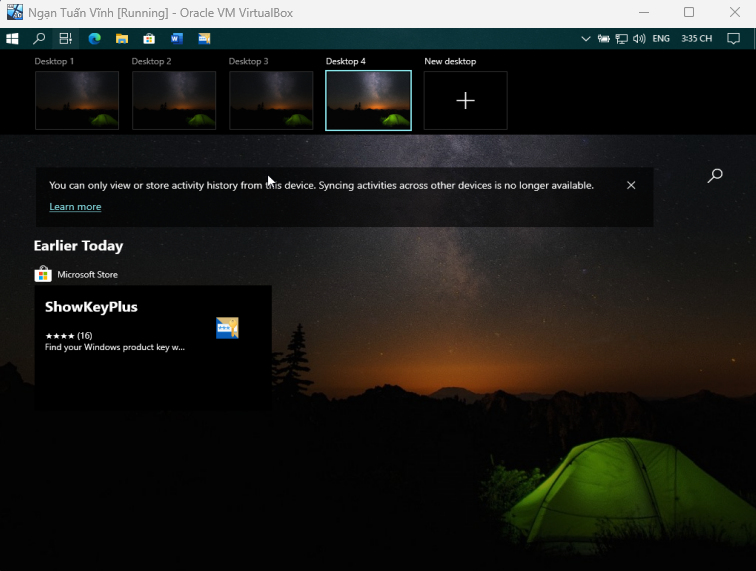 Ngạn Tuấn Vĩnh [Running] - Oracle VM VirtualBox
ENG 3:35 CH
Desktop 1 Desktop 2 Desktop 3 Desktop 4 New desktop
You can only view or store activity history from this device. Syncing activities across other devices is no longer available.
Learn more
Earlier Today
Microsoft Store
ShowKeyPlus
★★★★ (16)
Find your Windows product key w...